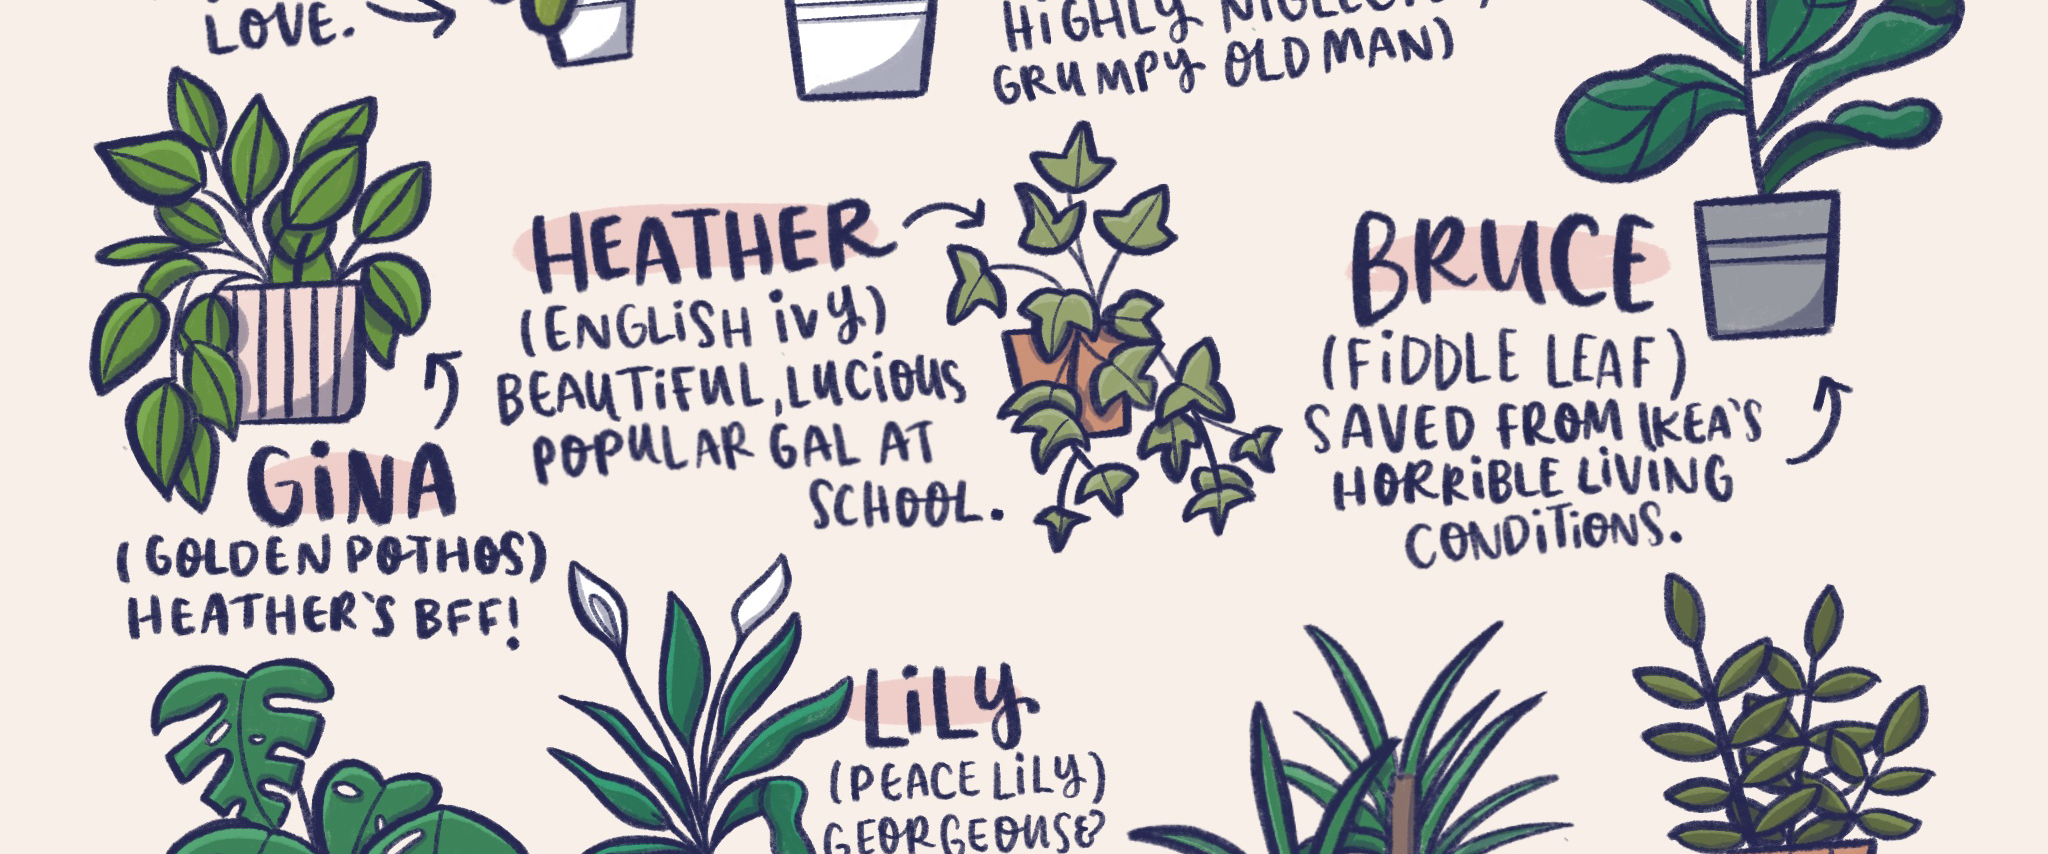 LOVE.
HiGHLY
GRUMPY OLD MAN)
HEATHER
(ENGLiSH iVY)
BEAUTiFUL, LUCiOUS
POPULAR GAL AT
SCHOOL.
BRUCE
(FiDDLE LEAF)
SAVED FROM IKEA'S
HORRiBLE LiVING
CONDiTiONS.
GiNA
(GOLDEN POTHOS)
HEATHER'S BFF!
LiLY
(PEACE LiLY)
GEORGEOUS &